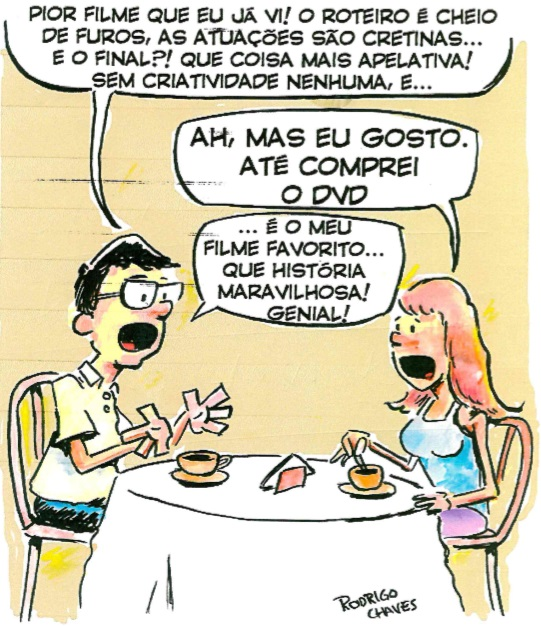 PIOR FILME QUE EU JÁ VI! O ROTEIRO É CHEIO
DE FUROS, AS ATUAÇÕES SÃO CRETINAS...
E O FINAL?! QUE COISA MAIS APELATIVA!
SEM CRIATIVIDADE NENHUMA, E...
AH, MAS EU GOSTO.
ATÉ COMPREI
O DVD
... É O MEU
FILME FAVORITO...
QUE HISTÓRIA
MARAVILHOSA!
GENIAL!
RODRIGO
CHAVES